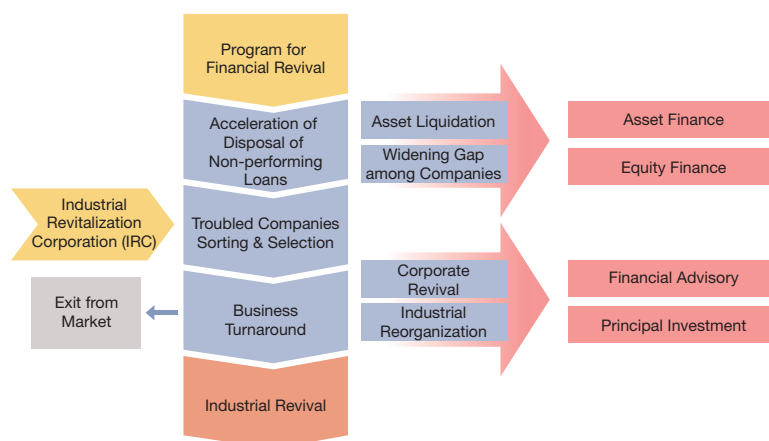 Program for
Financial Revival
Acceleration of
Disposal of
Non-performing
Loans
Asset Liquidation
Widening Gap
among Companies
Asset Finance
Equity Finance
Industrial
Revitalization
Corporation (IRC)
Troubled Companies
Sorting & Selection
Exit from
Market
Business
Turnaround
Corporate
Revival
Industrial
Reorganization
Financial Advisory
Principal Investment
Industrial Revival